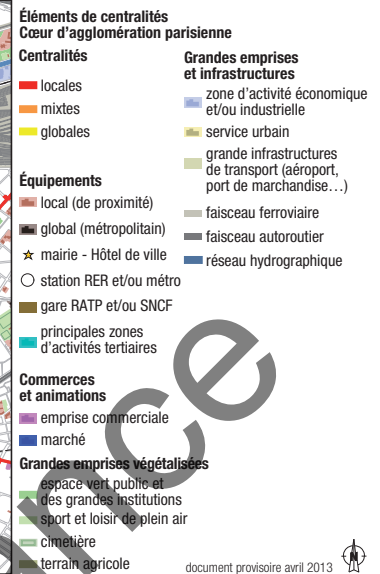 Éléments de centralités
Cœur d'agglomération parisienne
Centralités
locales
mixtes
globales
Équipements
local (de proximité)
global (métropolitain)
mairie - Hôtel de ville
station RER et/ou métro
gare RATP et/ou SNCF
principales zones
d'activités tertiaires
Commerces
et animations
emprise commerciale
marché
Grandes emprises végétalisées
espace vert public et
des grandes institutions
sport et loisir de plein air
cimetière
terrain agricole
Grandes emprises
et infrastructures
zone d'activité économique
et/ou industrielle
service urbain
grande infrastructures
de transport (aéroport,
port de marchandise…)
faisceau ferroviaire
faisceau autoroutier
réseau hydrographique
document provisoire avril 2013
N